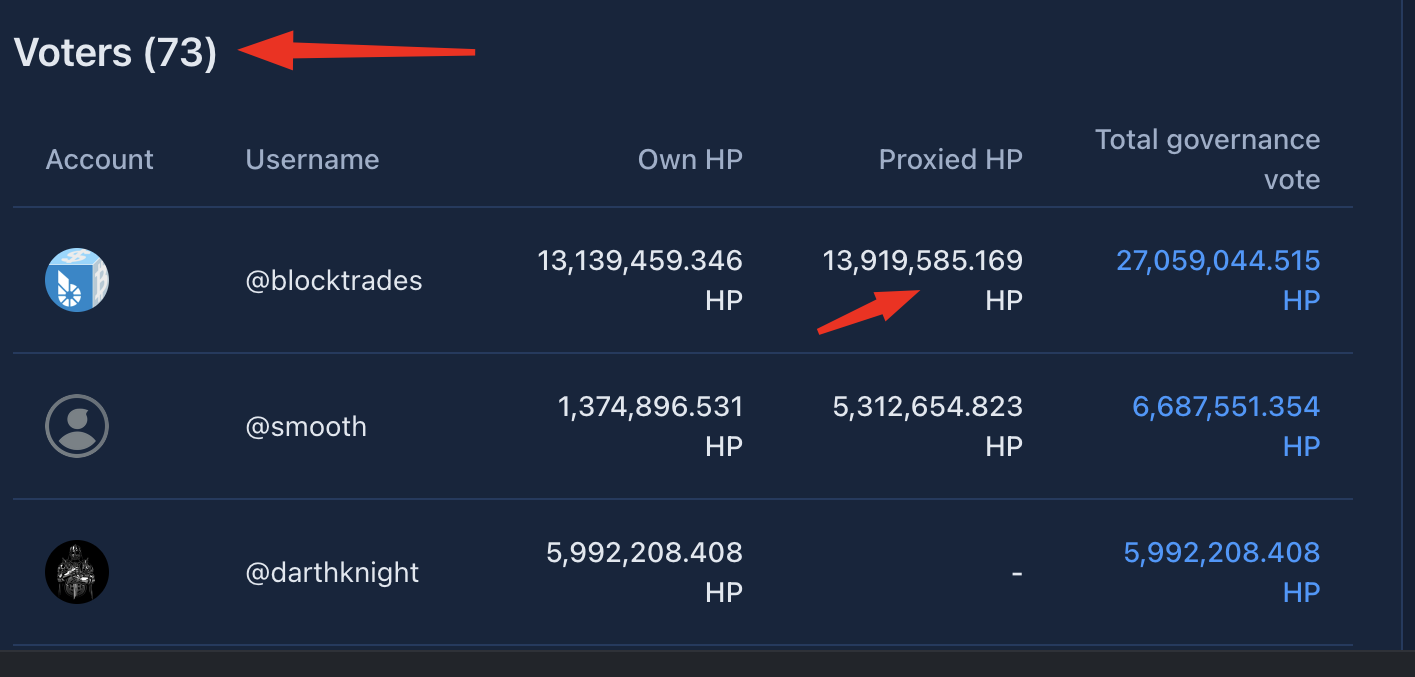 Voters (73)
Account Username Own HP Proxied HP Total governance
vote
@blocktrades 13,139,459.346 13,919,585.169 27,059,044.515
HP HP HP
@smooth 1,374,896.531 5,312,654.823 6,687,551.354
HP HP HP
@darthknight 5,992,208.408 - 5,992,208.408
HP HP